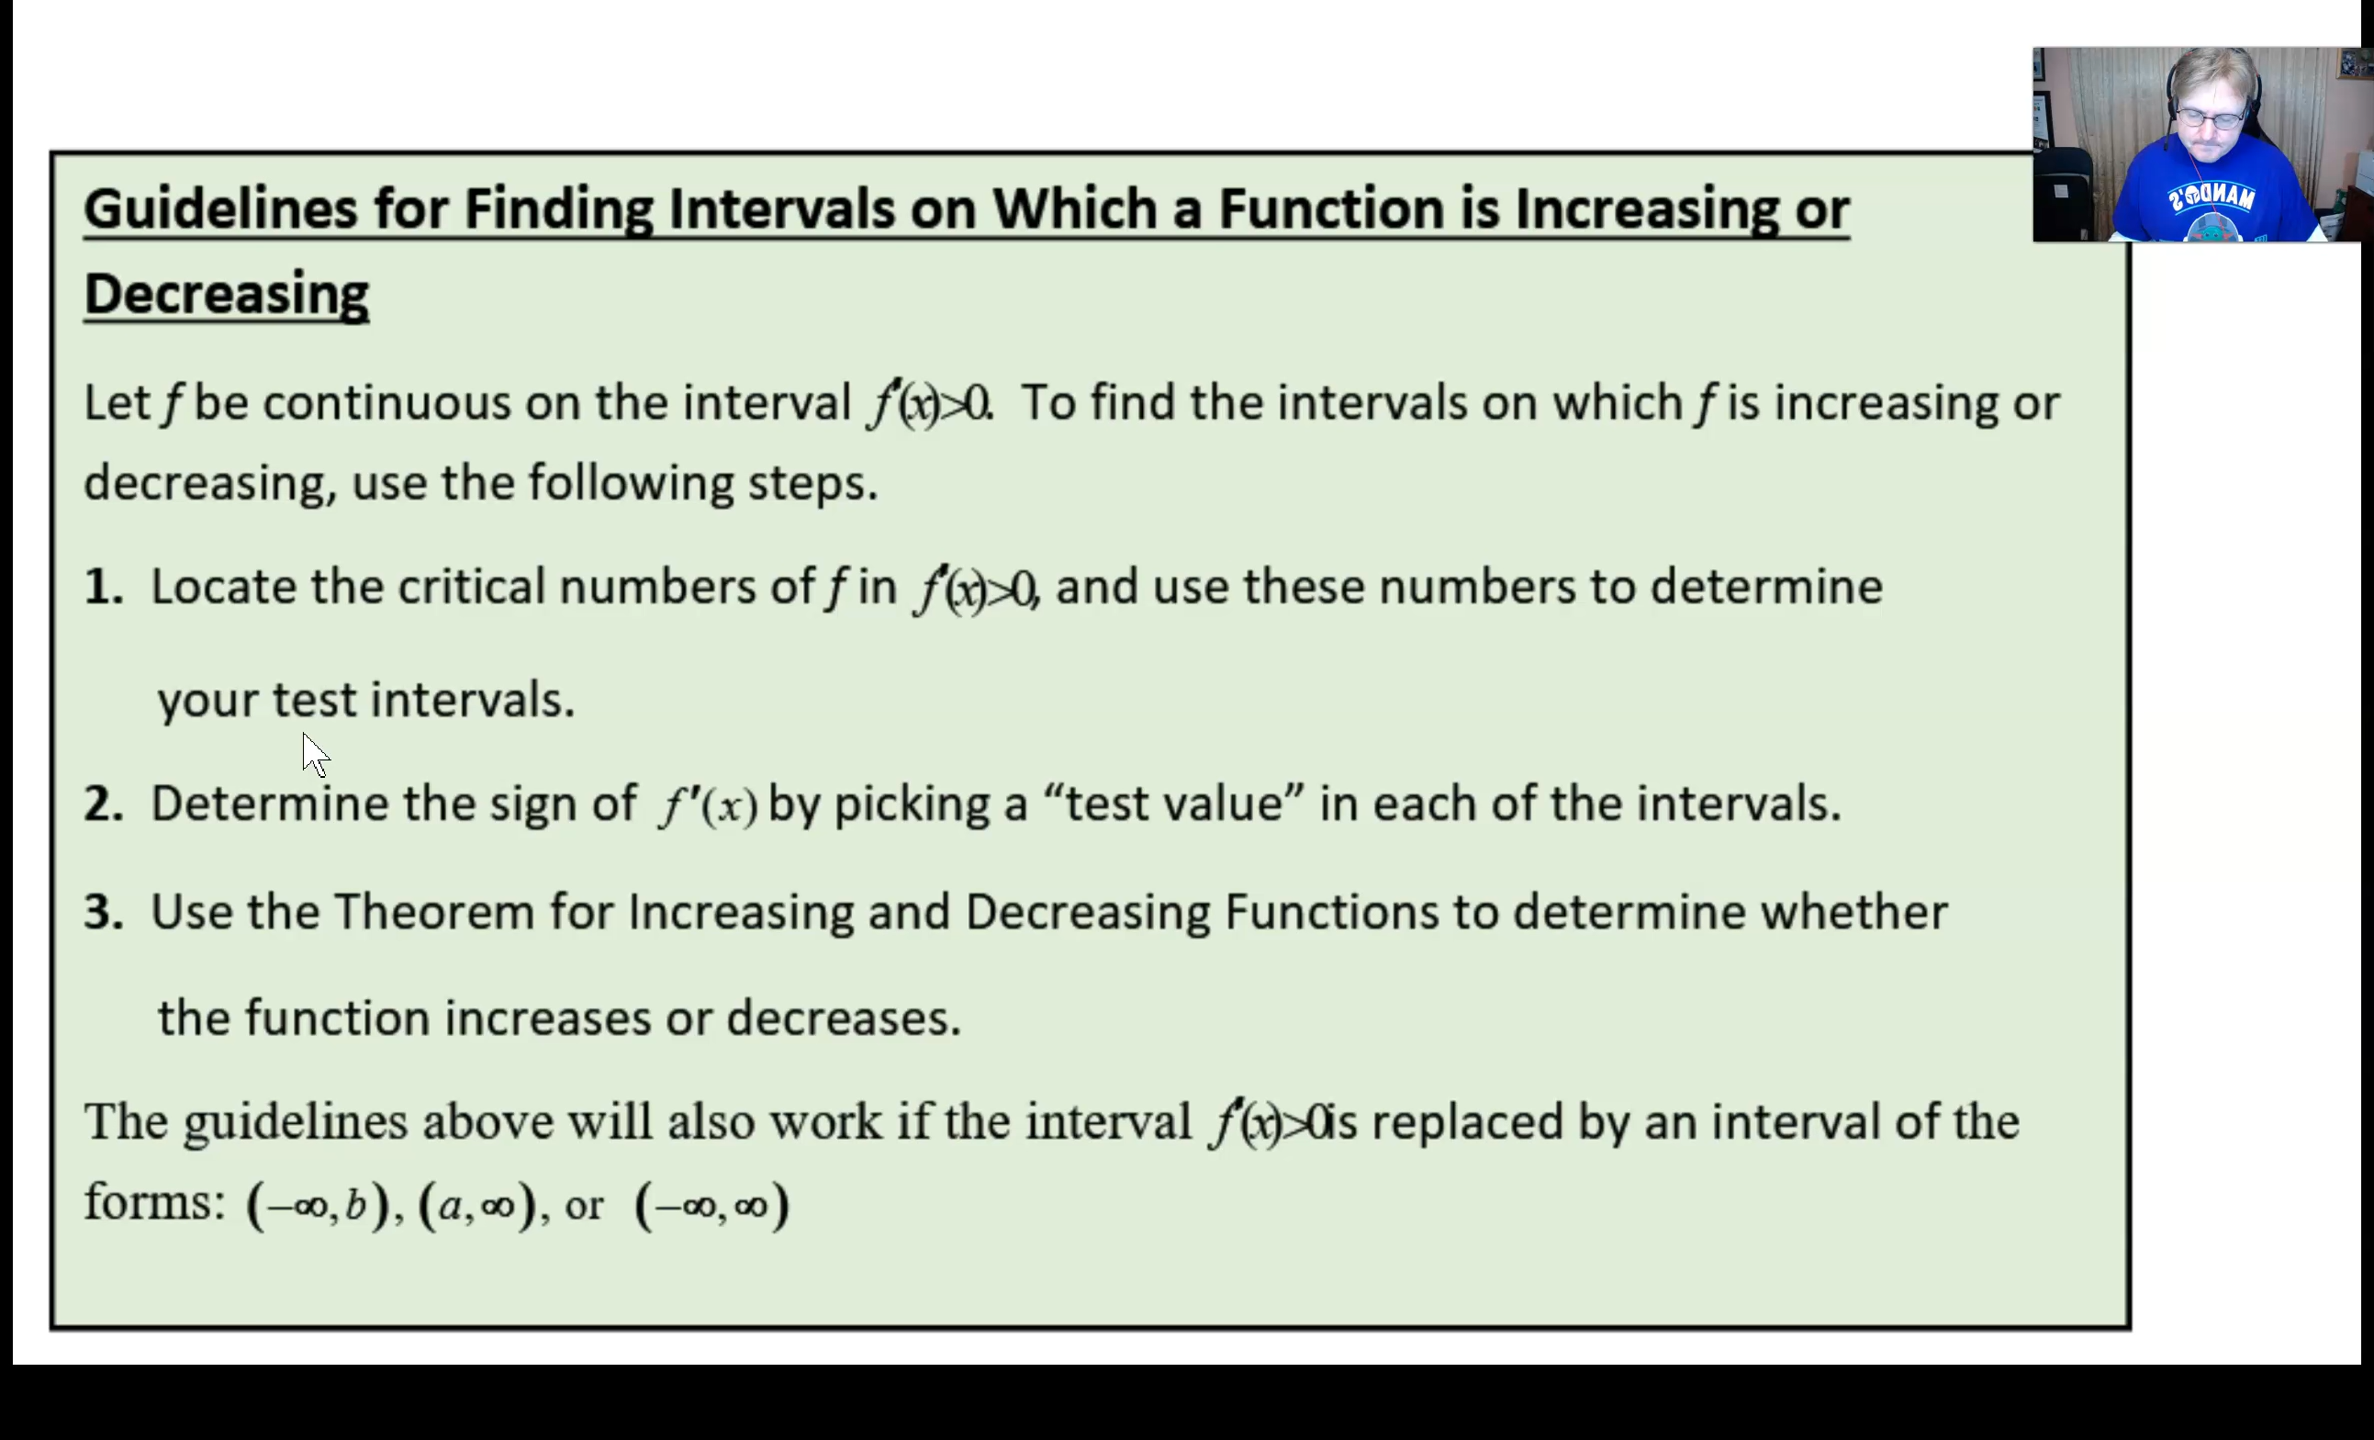 Guidelines for Finding Intervals on Which a Function is Increasing or
Decreasing
Let f be continuous on the interval f′(x)>0. To find the intervals on which f is increasing or
decreasing, use the following steps.
1. Locate the critical numbers of f in f′(x)>0, and use these numbers to determine
your test intervals.
2. Determine the sign of f′(x) by picking a “test value” in each of the intervals.
3. Use the Theorem for Increasing and Decreasing Functions to determine whether
the function increases or decreases.
The guidelines above will also work if the interval f′(x)>0 is replaced by an interval of the
forms: (−∞,b), (a,∞), or (−∞,∞)
MANDO'S